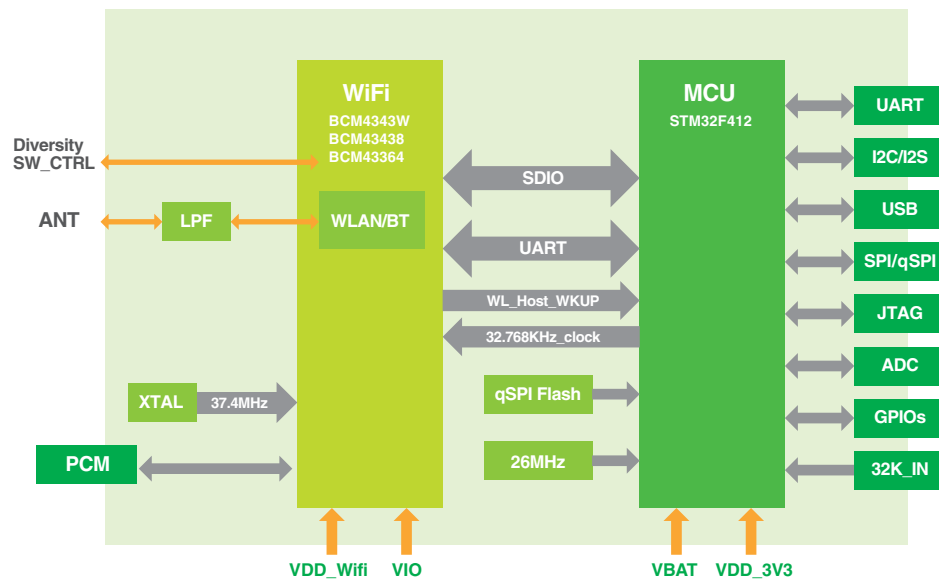 WiFi
BCM4343W
BCM43438
BCM43364
MCU
STM32F412
Diversity
SW_CTRL
ANT
LPF
WLAN/BT
SDIO
UART
WL_Host_WKUP
32.768KHz_clock
XTAL
37.4MHz
PCM
qSPI Flash
26MHz
UART
I2C/I2S
USB
SPI/qSPI
JTAG
ADC
GPIOs
32K_IN
VDD_Wifi
VIO
VBAT
VDD_3V3